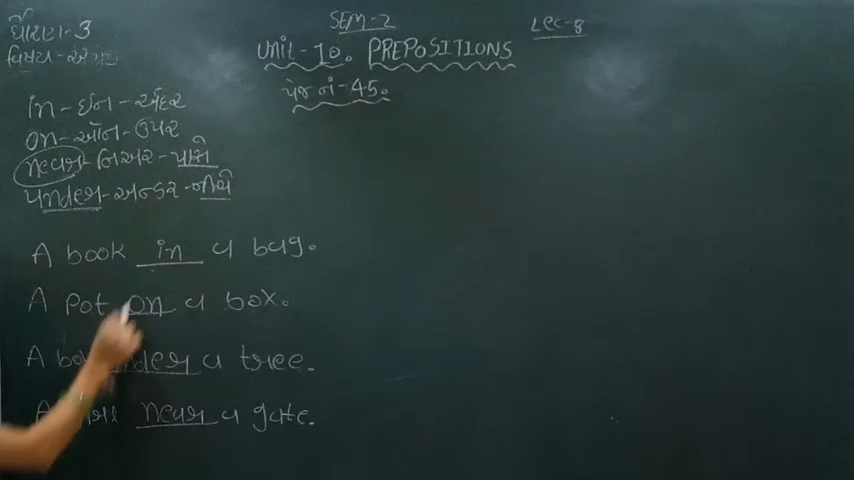 ધોરણ-3
વિષય-અંગ્રેજી
SEM-2
Lec-8
Unit-10. PREPOSITIONS
પેજ નં-45.
in-ઈન-અંદર
on-ઓન-ઉપર
near-નિઅર-પાસે
under-અન્ડર-નીચે
A book in a bag.
A pot on a box.
A under a tree.
A near a gate.